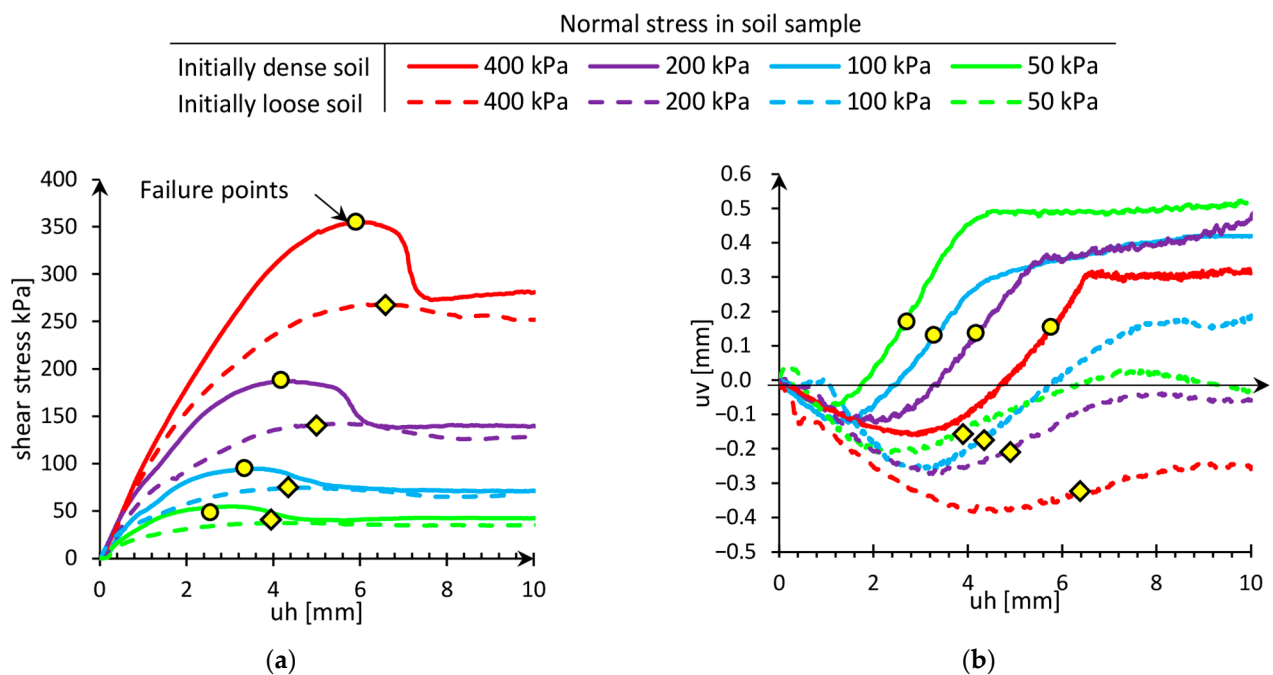 Normal stress in soil sample
Initially dense soil 400 kPa 200 kPa 100 kPa 50 kPa
Initially loose soil 400 kPa 200 kPa 100 kPa 50 kPa
shear stress kPa]
400
350
300
250
200
150
100
50
0
Failure points
0 2 4 6 8 10
uh [mm]
(a)
uv [mm]
0.6
0.5
0.4
0.3
0.2
0.1
0.0
−0.1
−0.2
−0.3
−0.4
−0.5
0 2 4 6 8 10
uh [mm]
(b)